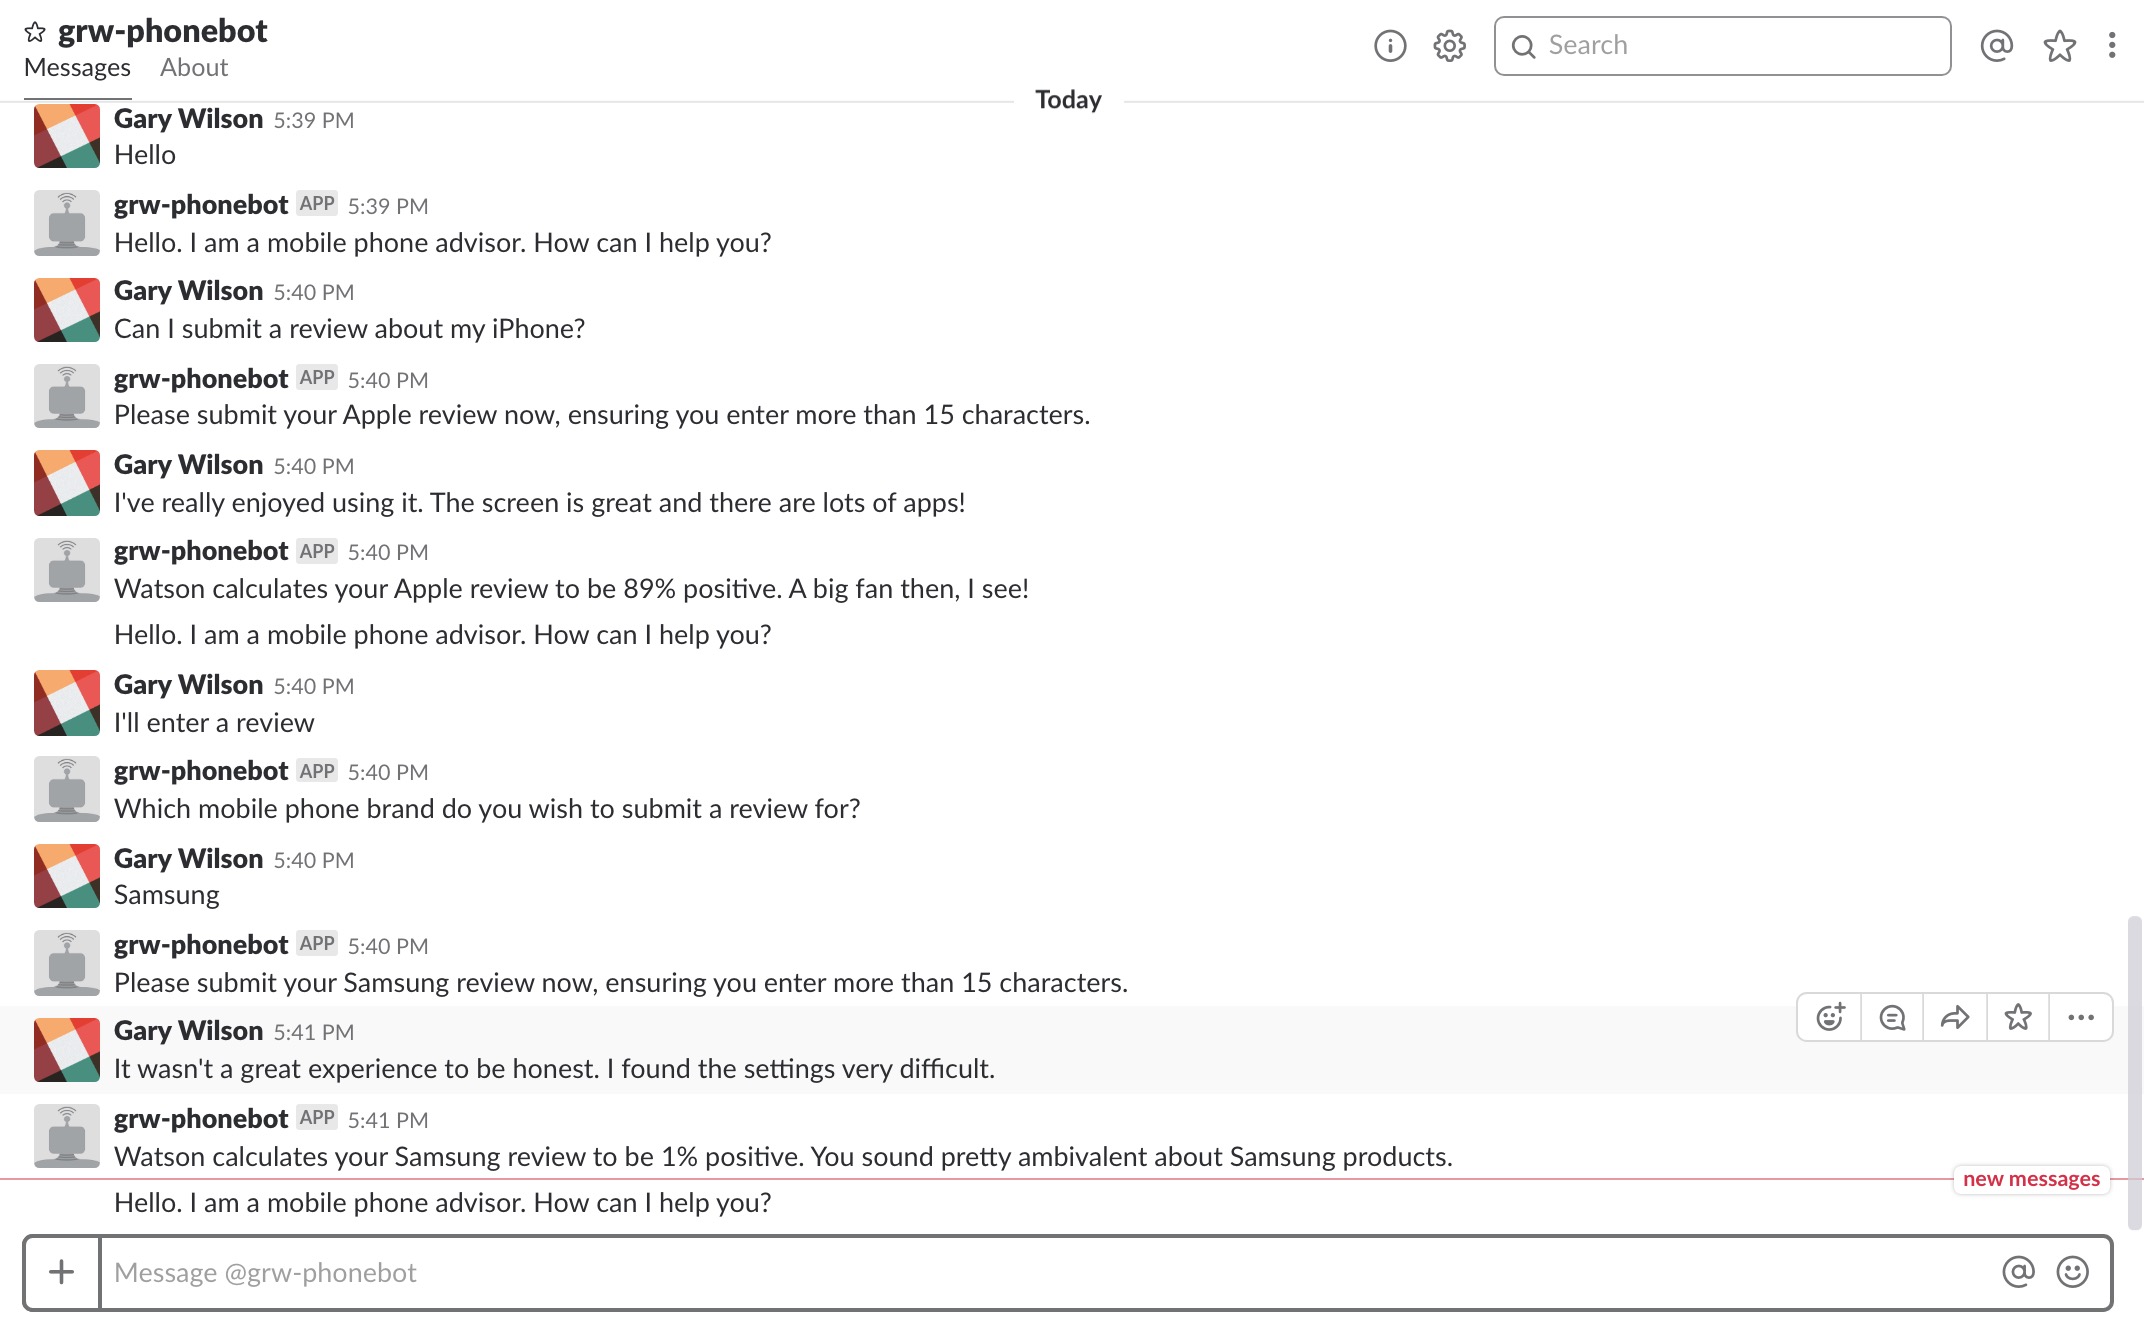 grw-phonebot
Messages About
Search
Today
Gary Wilson 5:39 PM
Hello
grw-phonebot APP 5:39 PM
Hello. I am a mobile phone advisor. How can I help you?
Gary Wilson 5:40 PM
Can I submit a review about my iPhone?
grw-phonebot APP 5:40 PM
Please submit your Apple review now, ensuring you enter more than 15 characters.
Gary Wilson 5:40 PM
I've really enjoyed using it. The screen is great and there are lots of apps!
grw-phonebot APP 5:40 PM
Watson calculates your Apple review to be 89% positive. A big fan then, I see!
Hello. I am a mobile phone advisor. How can I help you?
Gary Wilson 5:40 PM
I'll enter a review
grw-phonebot APP 5:40 PM
Which mobile phone brand do you wish to submit a review for?
Gary Wilson 5:40 PM
Samsung
grw-phonebot APP 5:40 PM
Please submit your Samsung review now, ensuring you enter more than 15 characters.
Gary Wilson 5:41 PM
It wasn't a great experience to be honest. I found the settings very difficult.
grw-phonebot APP 5:41 PM
Watson calculates your Samsung review to be 1% positive. You sound pretty ambivalent about Samsung products.
new messages
Hello. I am a mobile phone advisor. How can I help you?
Message @grw-phonebot